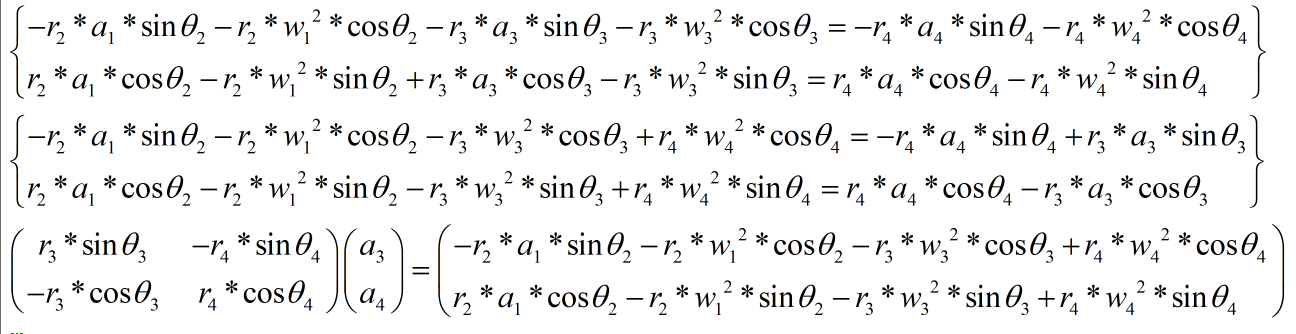 −r₂*a₁*sinθ₂−r₂*w₁²*cosθ₂−r₃*a₃*sinθ₃−r₃*w₃²*cosθ₃=−r₄*a₄*sinθ₄−r₄*w₄²*cosθ₄
r₂*a₁*cosθ₂−r₂*w₁²*sinθ₂+r₃*a₃*cosθ₃−r₃*w₃²*sinθ₃=r₄*a₄*cosθ₄−r₄*w₄²*sinθ₄
−r₂*a₁*sinθ₂−r₂*w₁²*cosθ₂−r₃*w₃²*cosθ₃+r₄*w₄²*cosθ₄=−r₄*a₄*sinθ₄+r₃*a₃*sinθ₃
r₂*a₁*cosθ₂−r₂*w₁²*sinθ₂−r₃*w₃²*sinθ₃+r₄*w₄²*sinθ₄=r₄*a₄*cosθ₄−r₃*a₃*cosθ₃
(r₃*sinθ₃ −r₄*sinθ₄)(a₃)=(−r₂*a₁*sinθ₂−r₂*w₁²*cosθ₂−r₃*w₃²*cosθ₃+r₄*w₄²*cosθ₄)
(−r₃*cosθ₃ r₄*cosθ₄)(a₄) (r₂*a₁*cosθ₂−r₂*w₁²*sinθ₂−r₃*w₃²*sinθ₃+r₄*w₄²*sinθ₄)